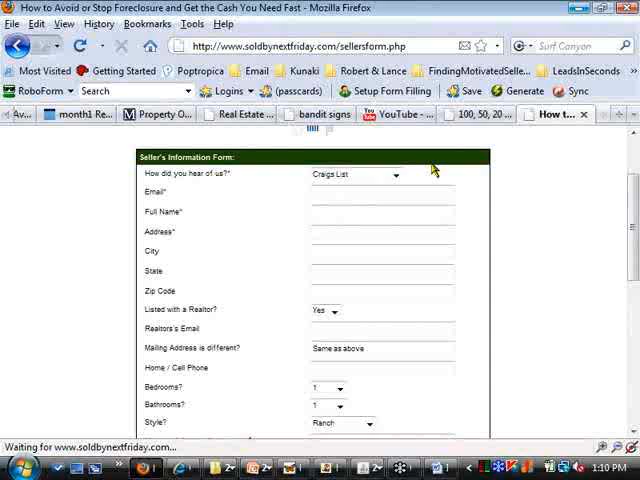 How to Avoid or Stop Foreclosure and Get the Cash You Need Fast - Mozilla Firefox
File Edit View History Bookmarks Tools Help
http://www.soldbynextfriday.com/sellersform.php
Surf Canyon
Most Visited Getting Started Poptropica Email Kunaki Robert & Lance FindingMotivatedSelle... LeadsInSeconds
RoboForm Search Logins (passcards) Setup Form Filling Save Generate Sync
Av... month1 Re... Property O... Real Estate ... bandit signs YouTube - ... 100, 50, 20 ... How t...
Seller's Information Form:
How did you hear of us?* Craigs List
Email*
Full Name*
Address*
City
State
Zip Code
Listed with a Realtor? Yes
Realtors's Email
Mailing Address is different? Same as above
Home / Cell Phone
Bedrooms? 1
Bathrooms? 1
Style? Ranch
Waiting for www.soldbynextfriday.com...
1:10 PM